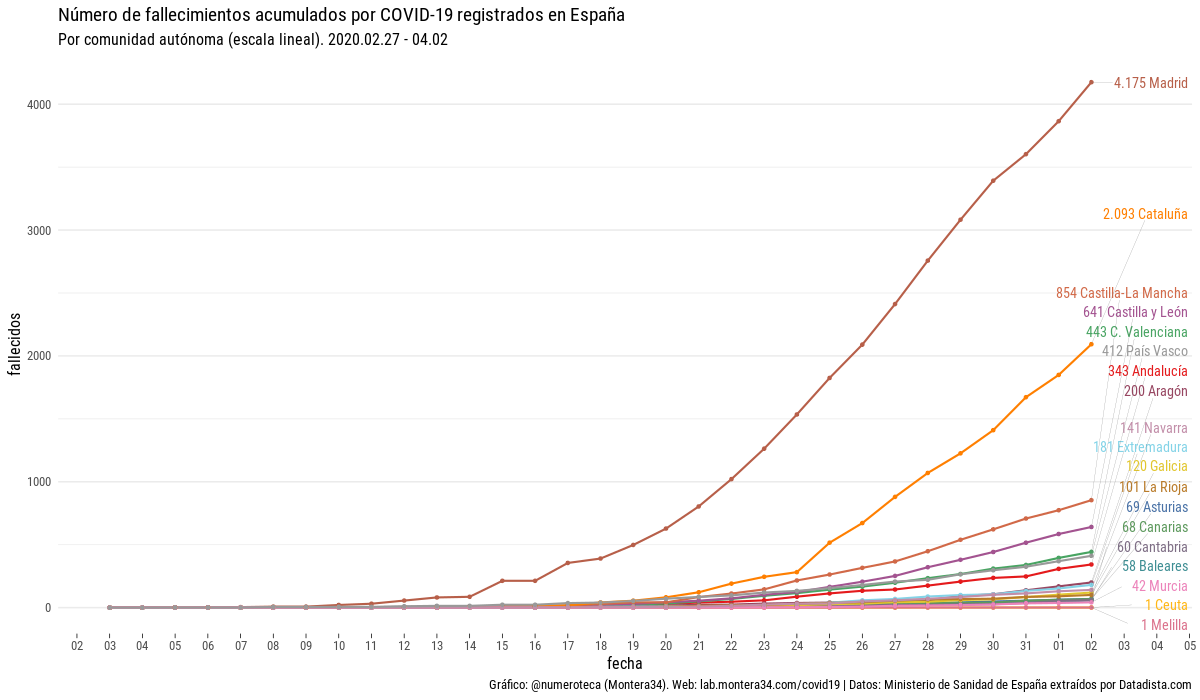 Número de fallecimientos acumulados por COVID-19 registrados en España
Por comunidad autónoma (escala lineal). 2020.02.27 - 04.02
fallecidos
4000
3000
2000
1000
0
4.175 Madrid
2.093 Cataluña
854 Castilla-La Mancha
641 Castilla y León
443 C. Valenciana
412 País Vasco
343 Andalucía
200 Aragón
141 Navarra
181 Extremadura
120 Galicia
101 La Rioja
69 Asturias
68 Canarias
60 Cantabria
58 Baleares
42 Murcia
1 Ceuta
1 Melilla
02 03 04 05 06 07 08 09 10 11 12 13 14 15 16 17 18 19 20 21 22 23 24 25 26 27 28 29 30 31 01 02 03 04 05
fecha
Gráfico: @numeroteca (Montera34). Web: lab.montera34.com/covid19 | Datos: Ministerio de Sanidad de España extraídos por Datadista.com